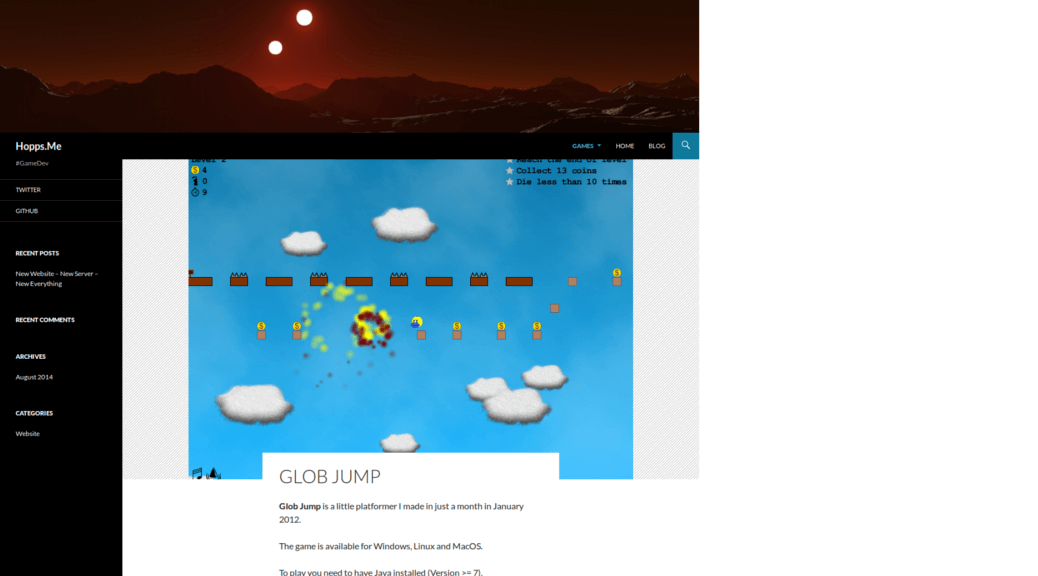 Hopps.Me
GAMES
HOME
BLOG
#GameDev
TWITTER
GITHUB
RECENT POSTS
New Website – New Server –
New Everything
RECENT COMMENTS
ARCHIVES
August 2014
CATEGORIES
Website
4
0
9
Reach the end of level
Collect 13 coins
Die less than 10 times
GLOB JUMP
Glob Jump is a little platformer I made in just a month in January
2012.
The game is available for Windows, Linux and MacOS.
To play you need to have Java installed (Version >= 7).